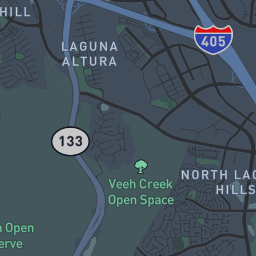 HILL
405
LAGUNA
ALTURA
133
Veeh Creek
Open Space
NORTH LAG
HILLS
Open
erve